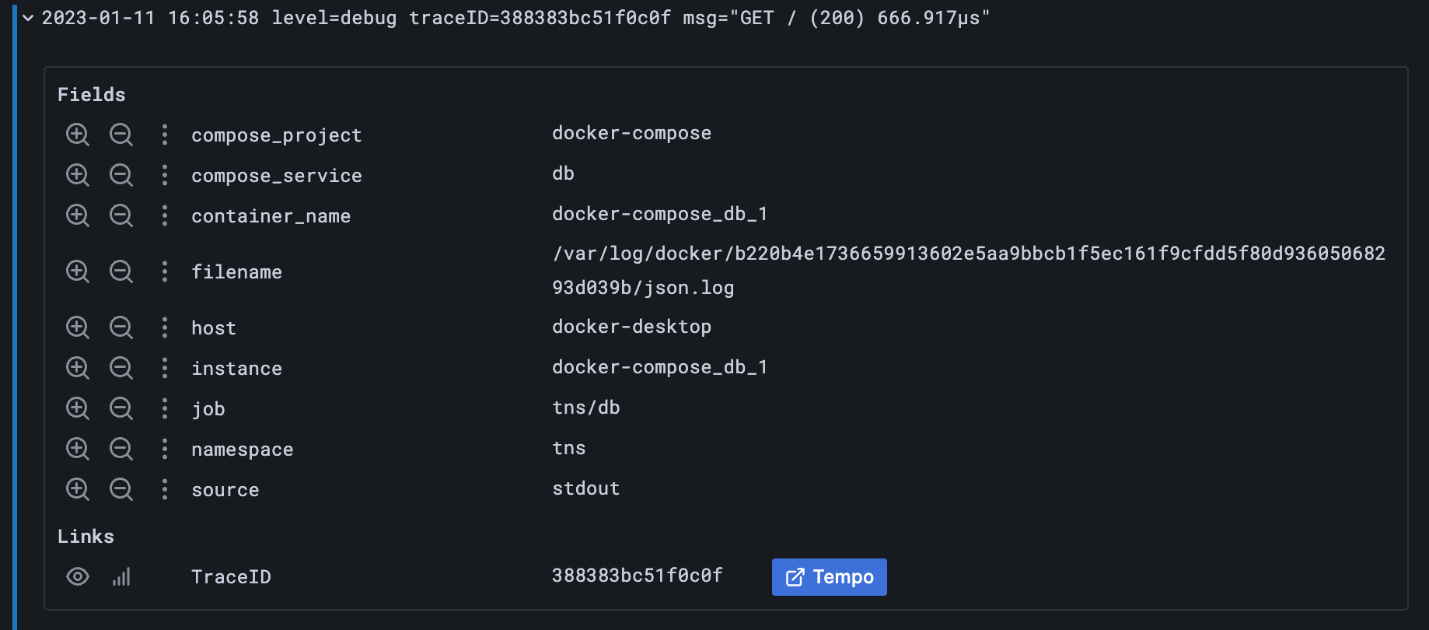 2023-01-11 16:05:58 level=debug traceID=388383bc51f0c0f msg="GET / (200) 666.917µs"
Fields
compose_project docker-compose
compose_service db
container_name docker-compose_db_1
filename /var/log/docker/b220b4e1736659913602e5aa9bbcb1f5ec161f9cfdd5f80d936050682
93d039b/json.log
host docker-desktop
instance docker-compose_db_1
job tns/db
namespace tns
source stdout
Links
TraceID 388383bc51f0c0f Tempo